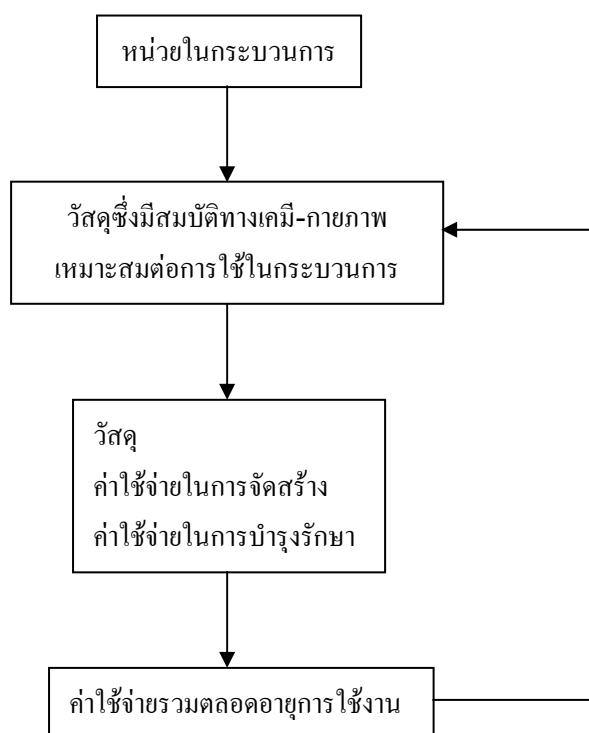 หน่วยในกระบวนการ
วัสดุซึ่งมีสมบัติทางเคมี-กายภาพ
เหมาะสมต่อการใช้ในกระบวนการ
วัสดุ
ค่าใช้จ่ายในการจัดสร้าง
ค่าใช้จ่ายในการบำรุงรักษา
ค่าใช้จ่ายรวมตลอดอายุการใช้งาน